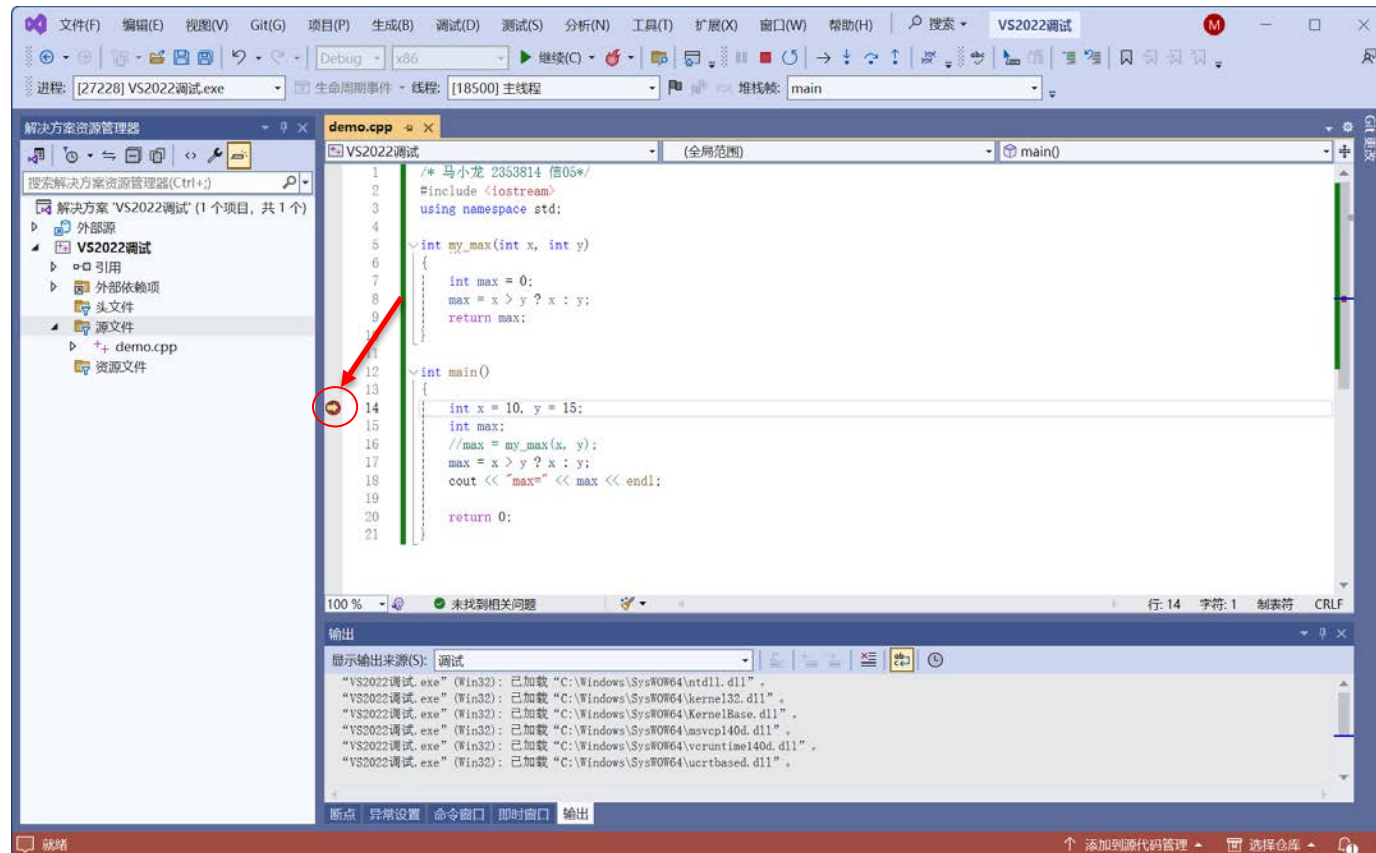 文件(F) 编辑(E) 视图(V) Git(G) 项目(P) 生成(B) 调试(D) 测试(S) 分析(N) 工具(T) 扩展(X) 窗口(W) 帮助(H) 搜索 VS2022调试 M
Debug x86 继续(C)
进程: [27228] VS2022调试.exe 生命周期事件 线程: [18500] 主线程 堆栈帧: main
解决方案资源管理器
搜索解决方案资源管理器(Ctrl+;)
解决方案 'VS2022调试' (1 个项目, 共 1 个)
外部源
VS2022调试
引用
外部依赖项
头文件
源文件
++ demo.cpp
资源文件
demo.cpp
VS2022调试 (全局范围) main()
1 /* 马小龙 2353814 信05*/
2 #include <iostream>
3 using namespace std;
4
5 int my_max(int x, int y)
6 {
7 int max = 0;
8 max = x > y ? x : y;
9 return max;
10 }
11
12 int main()
13 {
14 int x = 10, y = 15;
15 int max;
16 //max = my_max(x, y);
17 max = x > y ? x : y;
18 cout << "max=" << max << endl;
19
20 return 0;
21 }
100 % 未找到相关问题 行: 14 字符: 1 制表符 CRLF
输出
显示输出来源(S): 调试
“VS2022调试.exe” (Win32): 已加载 “C:\Windows\SysWOW64\ntdll.dll”。
“VS2022调试.exe” (Win32): 已加载 “C:\Windows\SysWOW64\kernel32.dll”。
“VS2022调试.exe” (Win32): 已加载 “C:\Windows\SysWOW64\KernelBase.dll”。
“VS2022调试.exe” (Win32): 已加载 “C:\Windows\SysWOW64\msvcp140d.dll”。
“VS2022调试.exe” (Win32): 已加载 “C:\Windows\SysWOW64\vcruntime140d.dll”。
“VS2022调试.exe” (Win32): 已加载 “C:\Windows\SysWOW64\ucrtbased.dll”。
断点 异常设置 命令窗口 即时窗口 输出
就绪 添加到源代码管理 选择仓库 1
Git 更改